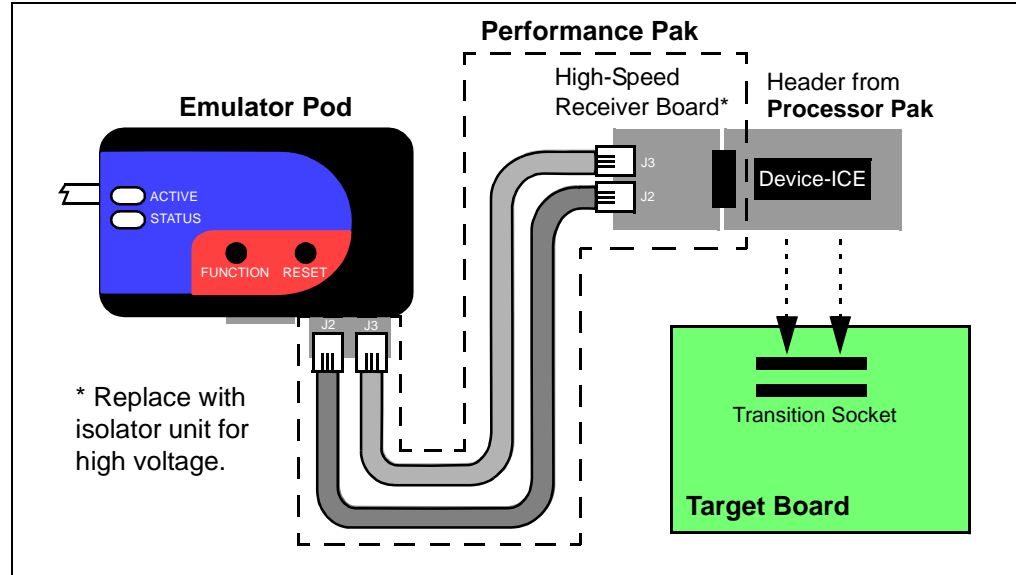 Performance Pak
High-Speed
Receiver Board*
Header from
Processor Pak
Emulator Pod
J3
J2
Device-ICE
ACTIVE
STATUS
FUNCTION
RESET
J2
J3
* Replace with
isolator unit for
high voltage.
Transition Socket
Target Board